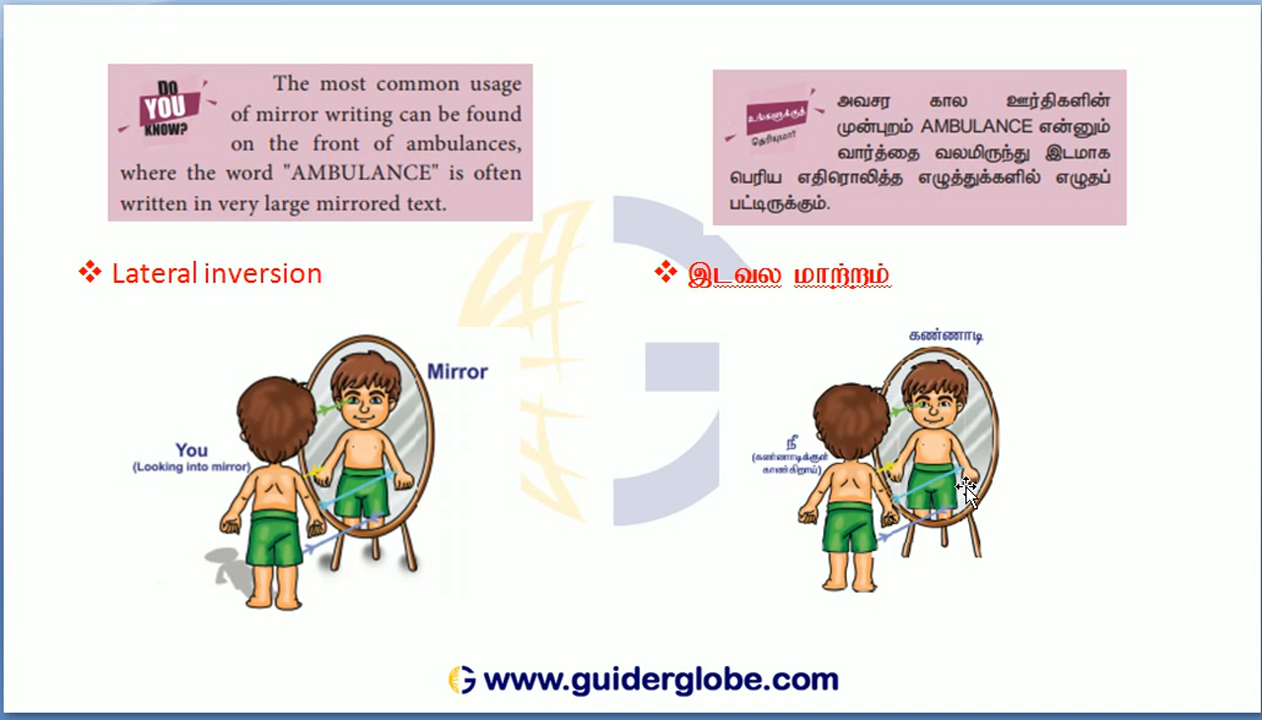 DO
YOU
KNOW?
The most common usage
of mirror writing can be found
on the front of ambulances,
where the word "AMBULANCE" is often
written in very large mirrored text.
உங்களுக்குத்
தெரியுமா?
அவசர கால ஊர்திகளின்
முன்புறம் AMBULANCE என்னும்
வார்த்தை வலமிருந்து இடமாக
பெரிய எதிரொலித்த எழுத்துக்களில் எழுதப்
பட்டிருக்கும்.
❖ Lateral inversion
❖ இடவல மாற்றம்
Mirror
You
(Looking into mirror)
கண்ணாடி
நீ
(கண்ணாடிக்குள்
காண்கிறாய்)
www.guiderglobe.com